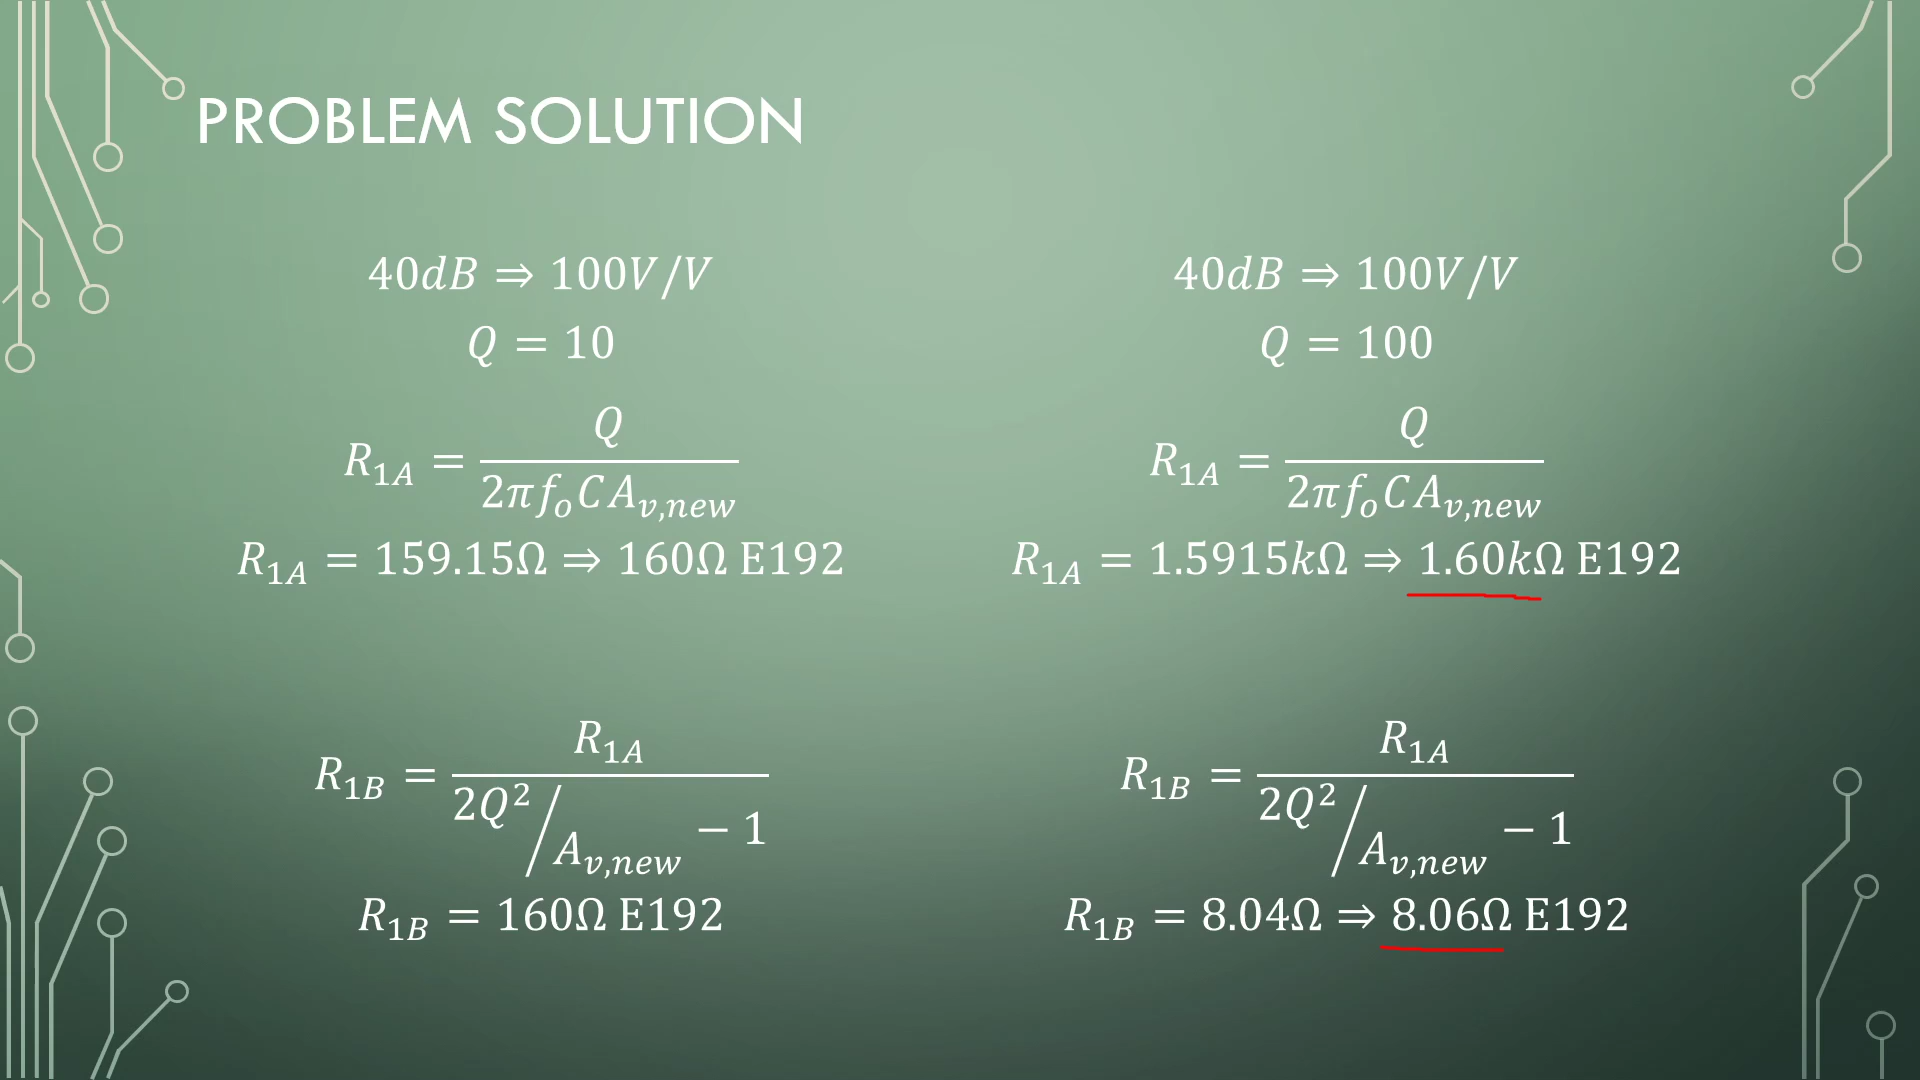 PROBLEM SOLUTION
40dB ⇒ 100V/V
Q = 10
R₁A = Q / 2πfₒCAᵥ,new
R₁A = 159.15Ω ⇒ 160Ω E192
R₁B = R₁A / 2Q²/Aᵥ,new − 1
R₁B = 160Ω E192
40dB ⇒ 100V/V
Q = 100
R₁A = Q / 2πfₒCAᵥ,new
R₁A = 1.5915kΩ ⇒ 1.60kΩ E192
R₁B = R₁A / 2Q²/Aᵥ,new − 1
R₁B = 8.04Ω ⇒ 8.06Ω E192